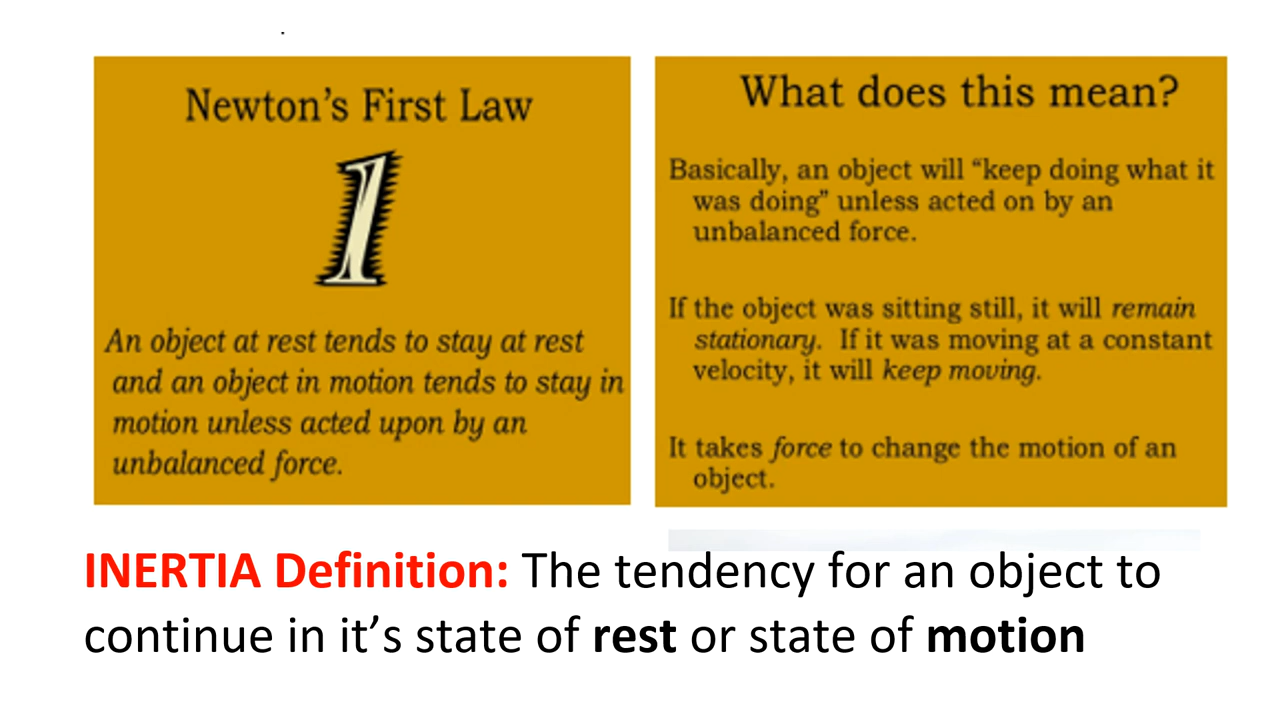 Newton's First Law
1
An object at rest tends to stay at rest
and an object in motion tends to stay in
motion unless acted upon by an
unbalanced force.
What does this mean?
Basically, an object will “keep doing what it
was doing” unless acted on by an
unbalanced force.
If the object was sitting still, it will remain
stationary. If it was moving at a constant
velocity, it will keep moving.
It takes force to change the motion of an
object.
INERTIA Definition: The tendency for an object to
continue in it’s state of rest or state of motion